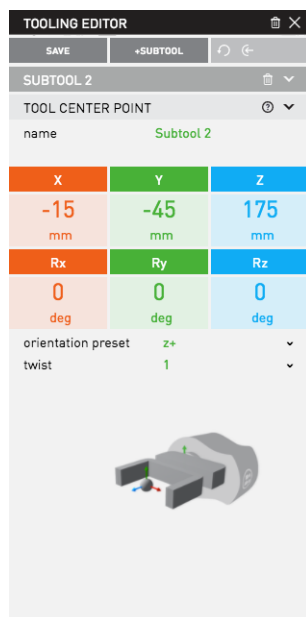 TOOLING EDITOR
SAVE +SUBTOOL
SUBTOOL 2
TOOL CENTER POINT
name Subtool 2
X Y Z
-15 -45 175
mm mm mm
Rx Ry Rz
0 0 0
deg deg deg
orientation preset z+
twist 1